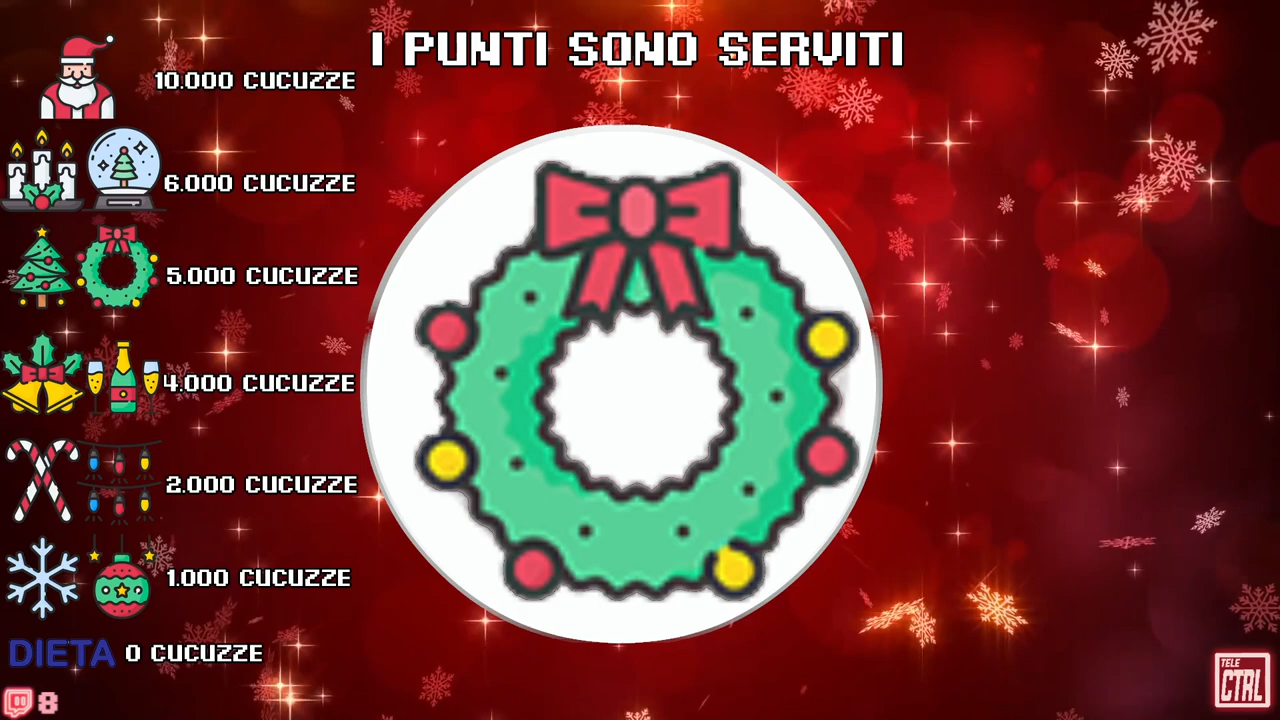 I PUNTI SONO SERVITI
10.000 CUCUZZE
6.000 CUCUZZE
5.000 CUCUZZE
4.000 CUCUZZE
2.000 CUCUZZE
1.000 CUCUZZE
DIETA 0 CUCUZZE
8
TELE
CTRL